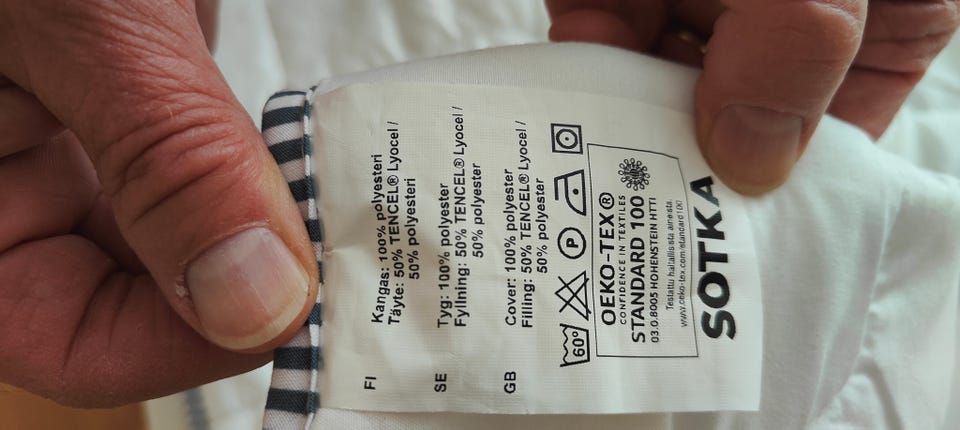 FI
Kangas: 100% polyesteri
Täyte: 50% TENCEL® Lyocel /
50% polyesteri
SE
Tyg: 100% polyester
Fyllning: 50% TENCEL® Lyocel /
50% polyester
GB
Cover: 100% polyester
Filling: 50% TENCEL® Lyocel /
50% polyester
60°
P
OEKO-TEX®
CONFIDENCE IN TEXTILES
STANDARD 100
03.0.8005 HOHENSTEIN HTTI
Testattu haitallisista aineista.
www.oeko-tex.com/standard100
SOTKA